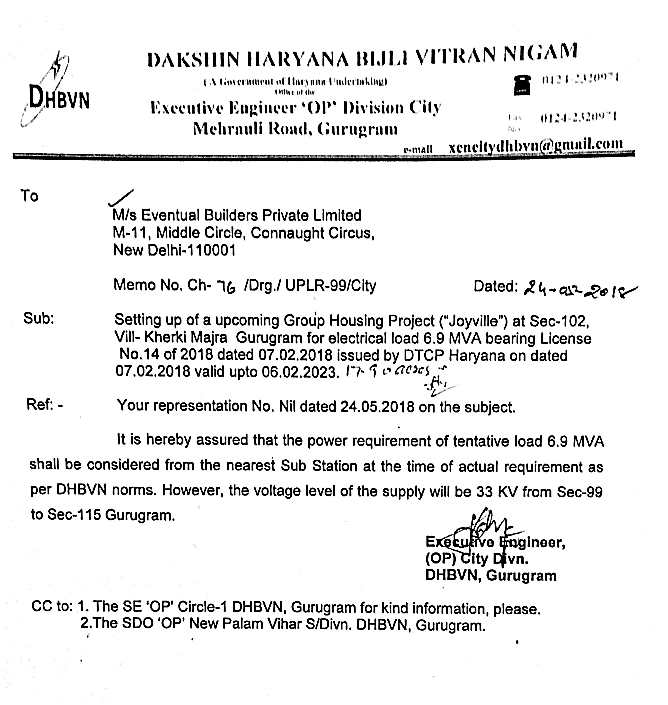 DHBVN
DAKSHIN HARYANA BIJLI VITRAN NIGAM
(A Government of Haryana Undertaking)
Office of the
Executive Engineer 'OP' Division City
Mehrauli Road, Gurugram
0124-2320971
Fax No. 0124-2320971
e-mail xencitydhbvn@gmail.com
To
M/s Eventual Builders Private Limited
M-11, Middle Circle, Connaught Circus,
New Delhi-110001
Memo No. Ch- 76 /Drg./ UPLR-99/City Dated: 24-05-2018
Sub: Setting up of a upcoming Group Housing Project ("Joyville") at Sec-102,
Vill- Kherki Majra Gurugram for electrical load 6.9 MVA bearing License
No.14 of 2018 dated 07.02.2018 issued by DTCP Haryana on dated
07.02.2018 valid upto 06.02.2023.
Ref: - Your representation No. Nil dated 24.05.2018 on the subject.
It is hereby assured that the power requirement of tentative load 6.9 MVA
shall be considered from the nearest Sub Station at the time of actual requirement as
per DHBVN norms. However, the voltage level of the supply will be 33 KV from Sec-99
to Sec-115 Gurugram.
Executive Engineer,
(OP) City Divn.
DHBVN, Gurugram
CC to: 1. The SE 'OP' Circle-1 DHBVN, Gurugram for kind information, please.
2.The SDO 'OP' New Palam Vihar S/Divn. DHBVN, Gurugram.